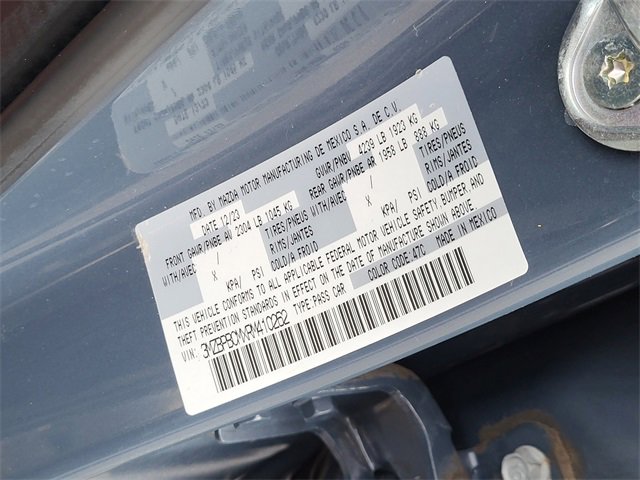 MFD. BY MAZDA MOTOR MANUFACTURING DE MEXICO S.A. DE C.V.
DATE 12/23 GVWR/PNBV 4239 LB 1923 KG
FRONT GAWR/PNBE AV 2304 LB 1045 KG REAR GAWR/PNBE AR 1958 LB 888 KG
WITH/AVEC / TIRES/PNEUS WITH/AVEC / TIRES/PNEUS
X RIMS/JANTES X RIMS/JANTES
KPA/ PSI COLD/A FROID KPA/ PSI COLD/A FROID
THIS VEHICLE CONFORMS TO ALL APPLICABLE FEDERAL MOTOR VEHICLE SAFETY, BUMPER, AND
THEFT PREVENTION STANDARDS IN EFFECT ON THE DATE OF MANUFACTURE SHOWN ABOVE.
VIN: TYPE:PASS CAR COLOR CODE:47C MADE IN MEXICO